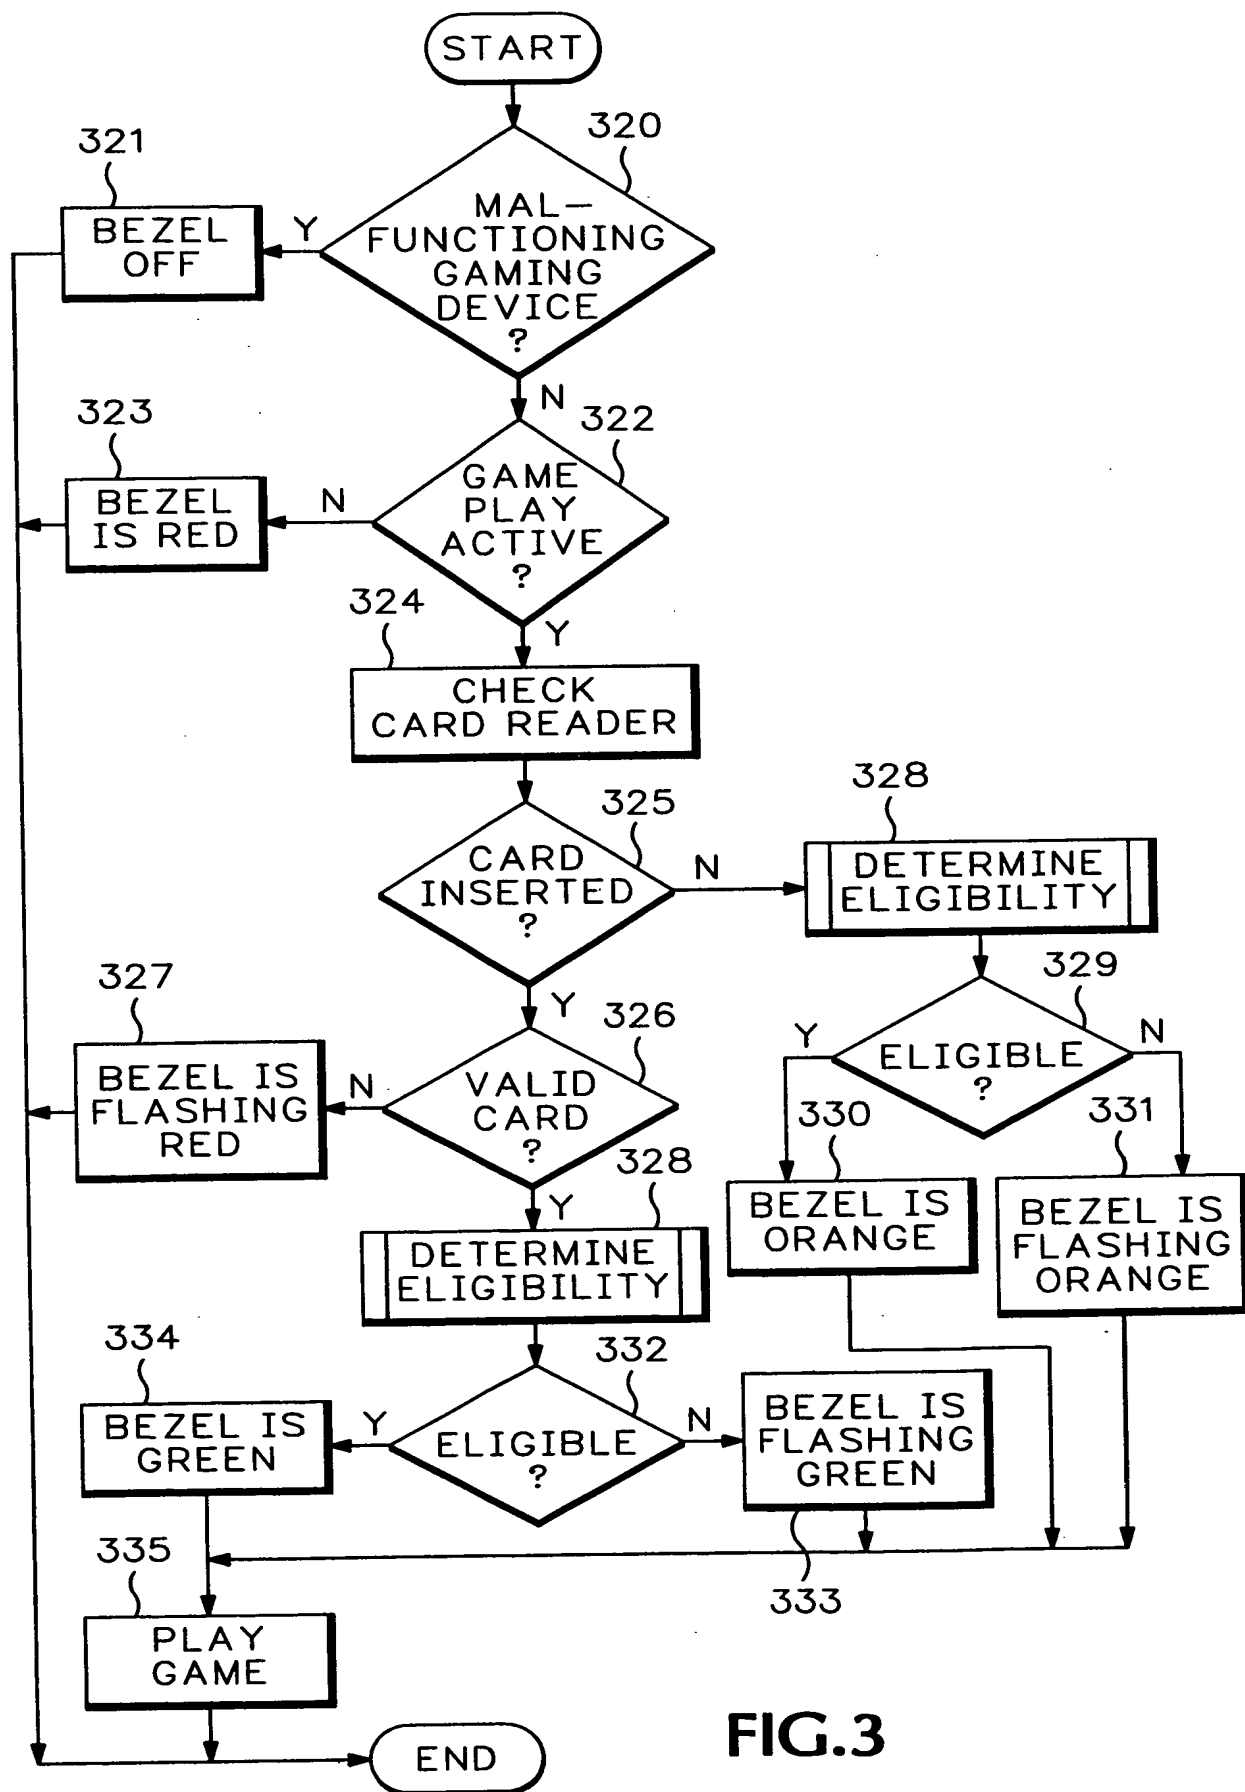 START
320
321
MAL-
FUNCTIONING
GAMING
DEVICE
?
Y
BEZEL
OFF
N
322
323
GAME
PLAY
ACTIVE
?
N
BEZEL
IS RED
Y
324
CHECK
CARD READER
325
CARD
INSERTED
?
N
328
DETERMINE
ELIGIBILITY
Y
329
ELIGIBLE
?
Y
N
330
331
BEZEL IS
ORANGE
BEZEL IS
FLASHING
ORANGE
326
327
VALID
CARD
?
N
BEZEL IS
FLASHING
RED
Y
328
DETERMINE
ELIGIBILITY
332
334
ELIGIBLE
?
Y
N
BEZEL IS
GREEN
BEZEL IS
FLASHING
GREEN
333
335
PLAY
GAME
END
FIG.3